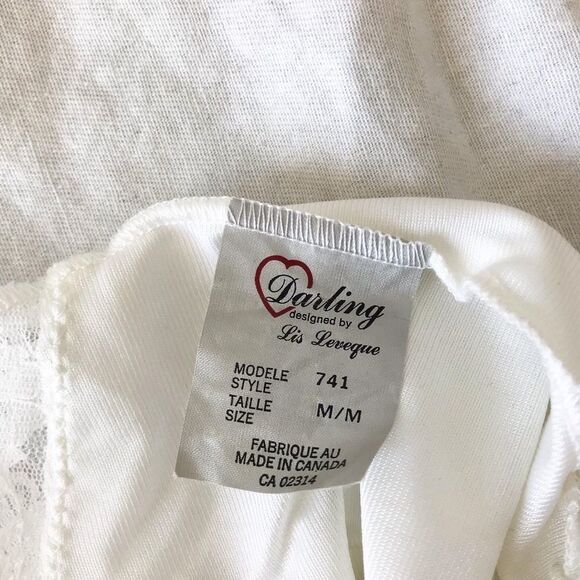 Darling
designed by
Lis Leveque
MODELE
STYLE 741
TAILLE
SIZE M/M
FABRIQUE AU
MADE IN CANADA
CA 02314